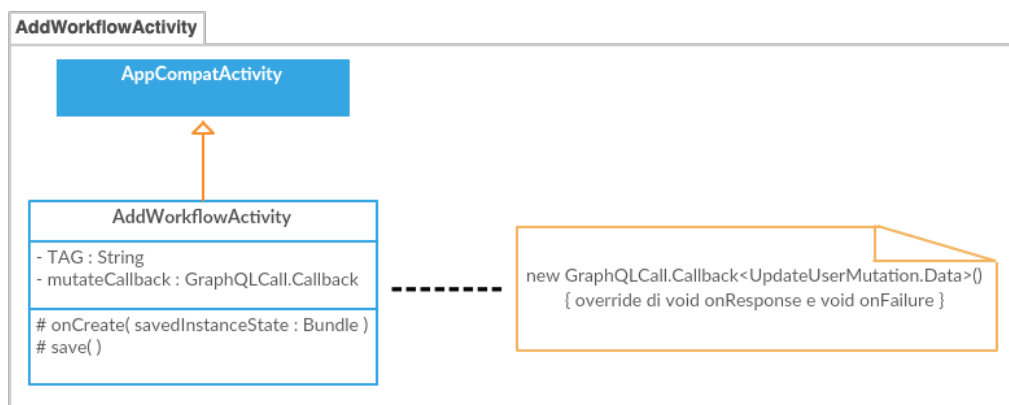 AddWorkflowActivity
AppCompatActivity
AddWorkflowActivity
- TAG : String
- mutateCallback : GraphQLCall.Callback
# onCreate( savedInstanceState : Bundle )
# save( )
new GraphQLCall.Callback<UpdateUserMutation.Data>()
{ override di void onResponse e void onFailure }